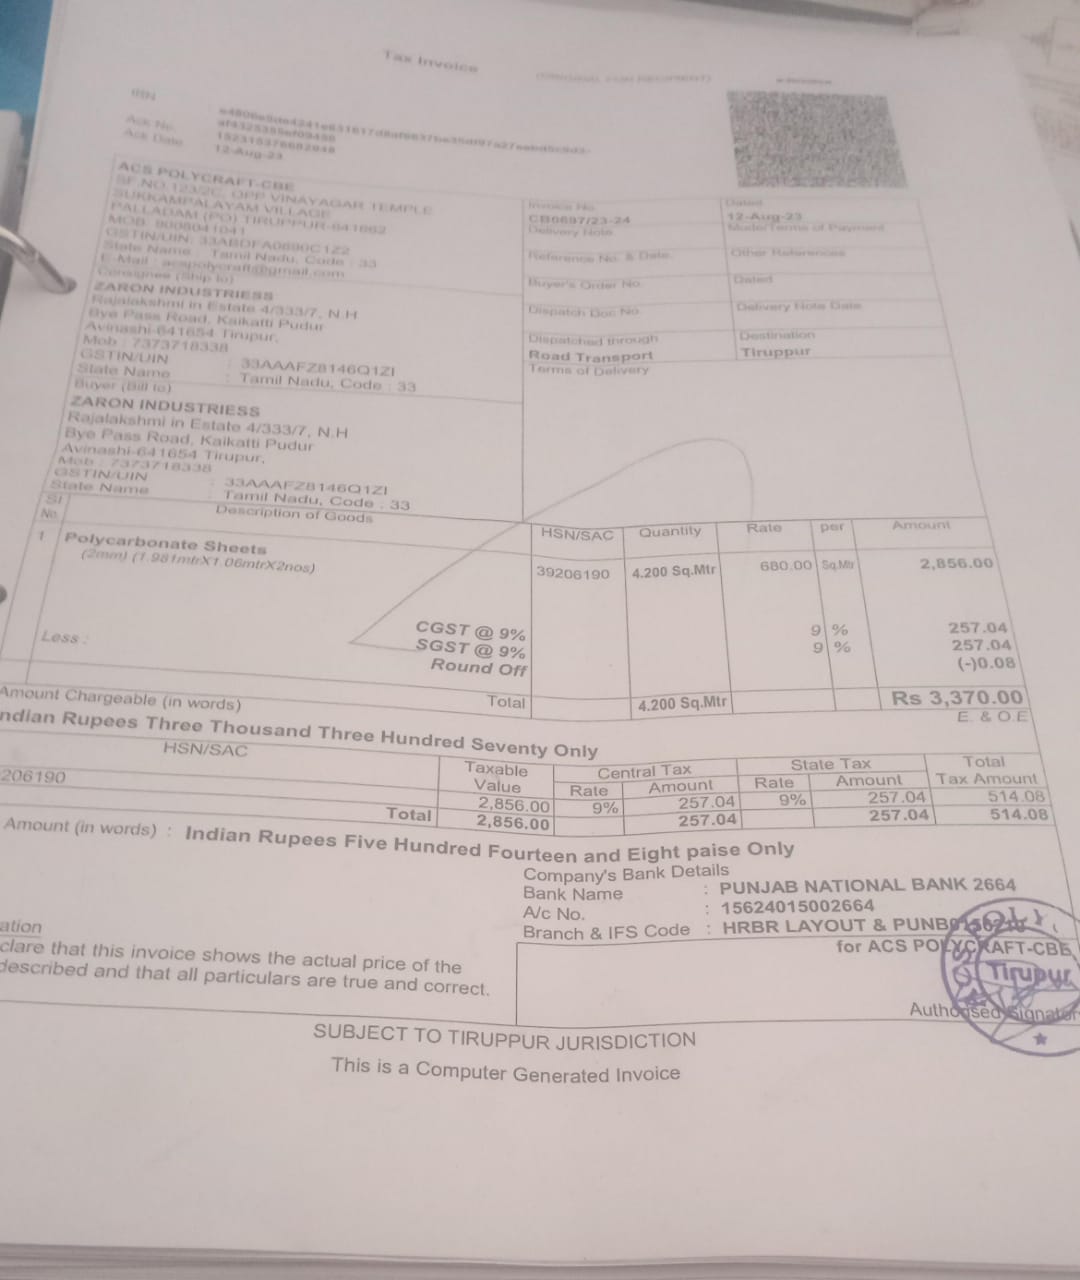 Tax Invoice
IRN
Ack No. : 152315376682948
Ack Date : 12-Aug-23
ACS POLYCRAFT-CBE
SF.NO.123/2C, OPP VINAYAGAR TEMPLE
SUKKAMPALAYAM VILLAGE
PALLADAM (PO) TIRUPPUR-641662
MOB- 9008041041
GSTIN/UIN: 33ABDFA0890C1Z2
State Name : Tamil Nadu, Code : 33
E-Mail : acspolycraft@gmail.com
Invoice No.
CB0687/23-24
Dated
12-Aug-23
Delivery Note
Mode/Terms of Payment
Reference No. & Date.
Other References
Buyer's Order No.
Dated
Dispatch Doc No.
Delivery Note Date
Dispatched through
Road Transport
Destination
Tiruppur
Terms of Delivery
Consignee (Ship to)
ZARON INDUSTRIESS
Rajalakshmi in Estate 4/333/7, N.H
Bye Pass Road, Kaikatti Pudur
Avinashi-641654 Tirupur,
Mob : 7373718338
GSTIN/UIN : 33AAAFZ8146Q1ZI
State Name : Tamil Nadu, Code : 33
Buyer (Bill to)
ZARON INDUSTRIESS
Rajalakshmi in Estate 4/333/7, N.H
Bye Pass Road, Kaikatti Pudur
Avinashi-641654 Tirupur,
Mob : 7373718338
GSTIN/UIN : 33AAAFZ8146Q1ZI
State Name : Tamil Nadu, Code : 33
Sl No. Description of Goods HSN/SAC Quantity Rate per Amount
1 Polycarbonate Sheets 39206190 4.200 Sq.Mtr 680.00 Sq.Mtr 2,856.00
(2mm) (1.981mtrX1.06mtrX2nos)
CGST @ 9% 9 % 257.04
SGST @ 9% 9 % 257.04
Less : Round Off (-)0.08
Total 4.200 Sq.Mtr Rs 3,370.00
Amount Chargeable (in words) E. & O.E
ndian Rupees Three Thousand Three Hundred Seventy Only
HSN/SAC Taxable Value Central Tax Rate Amount State Tax Rate Amount Total Tax Amount
206190 2,856.00 9% 257.04 9% 257.04 514.08
Total 2,856.00 257.04 257.04 514.08
Amount (in words) : Indian Rupees Five Hundred Fourteen and Eight paise Only
Company's Bank Details
Bank Name : PUNJAB NATIONAL BANK 2664
A/c No. : 15624015002664
Branch & IFS Code : HRBR LAYOUT &
ation
clare that this invoice shows the actual price of the
described and that all particulars are true and correct.
for ACS POLYCRAFT-CBE
Tirupur
Authorised Signator
SUBJECT TO TIRUPPUR JURISDICTION
This is a Computer Generated Invoice